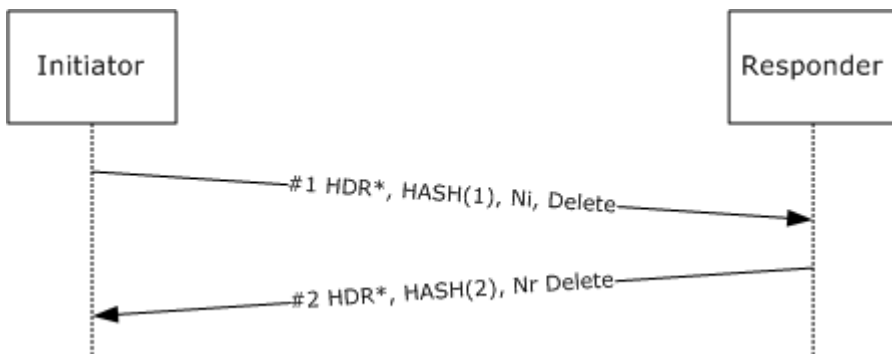 Initiator
Responder
#1 HDR*, HASH(1), Ni, Delete
#2 HDR*, HASH(2), Nr Delete